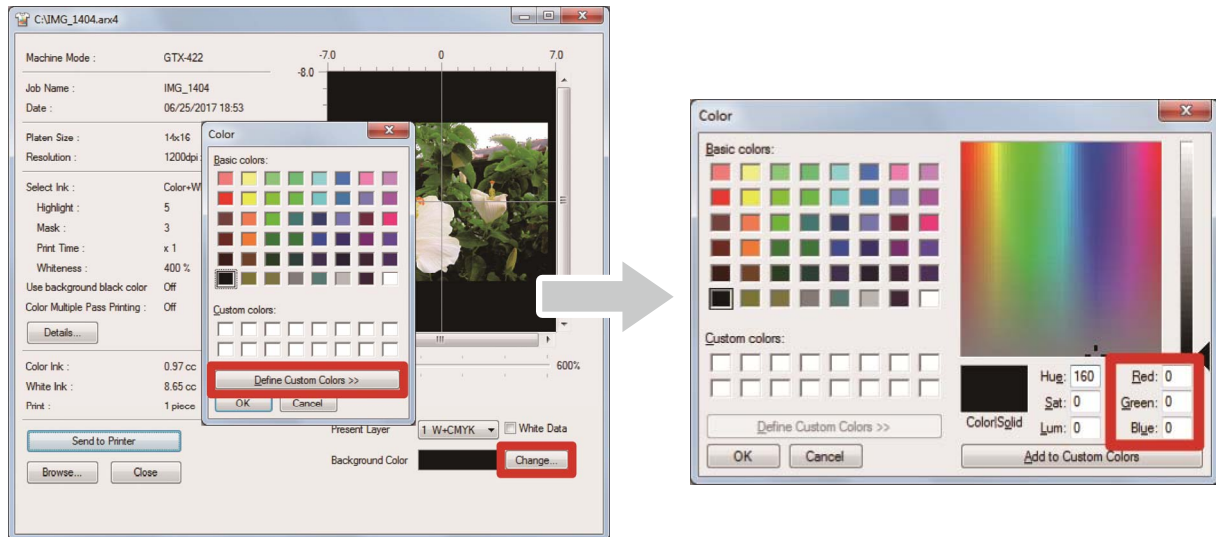 C:\IMG_1404.arx4
Machine Mode : GTX-422
Job Name : IMG_1404
Date : 06/25/2017 18:53
Platen Size : 14x16
Resolution : 1200dpi
Select Ink : Color+W
Highlight : 5
Mask : 3
Print Time : x 1
Whiteness : 400 %
Use background black color Off
Color Multiple Pass Printing : Off
Details...
Color Ink : 0.97 cc
White Ink : 8.65 cc
Print : 1 piece
Send to Printer
Browse... Close
-7.0 0 7.0
-8.0
600%
Present Layer 1 W+CMYK White Data
Background Color Change...
Color
Basic colors:
Custom colors:
Define Custom Colors >>
OK Cancel
Color
Basic colors:
Custom colors:
Define Custom Colors >>
OK Cancel
Color|Solid
Hue: 160 Red: 0
Sat: 0 Green: 0
Lum: 0 Blue: 0
Add to Custom Colors